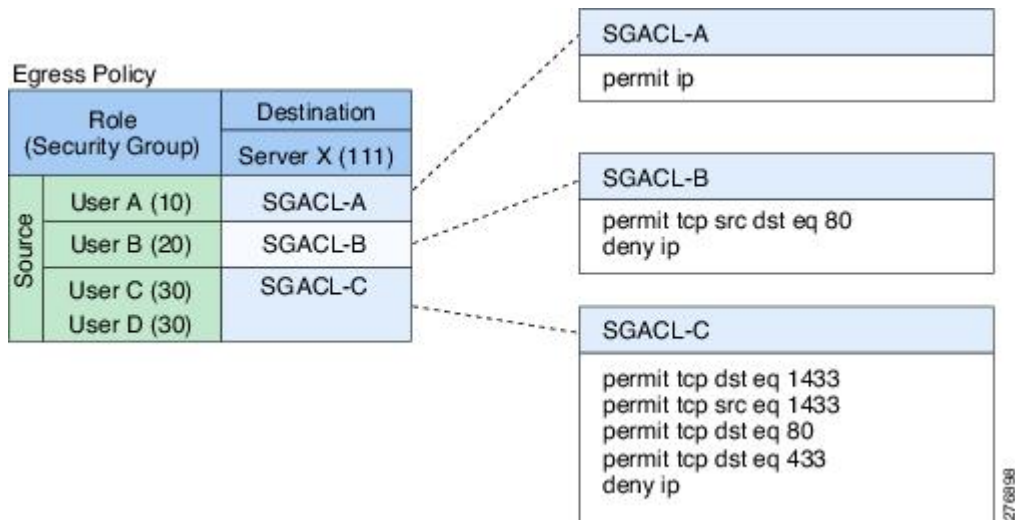 Egress Policy
Role
(Security Group)
Destination
Server X (111)
Source
User A (10)
SGACL-A
User B (20)
SGACL-B
User C (30)
User D (30)
SGACL-C
SGACL-A
permit ip
SGACL-B
permit tcp src dst eq 80
deny ip
SGACL-C
permit tcp dst eq 1433
permit tcp src eq 1433
permit tcp dst eq 80
permit tcp dst eq 433
deny ip
276898